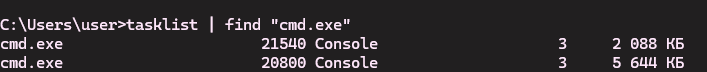 C:\Users\user>tasklist | find "cmd.exe"
cmd.exe                      21540 Console                    3     2 088 КБ
cmd.exe                      20800 Console                    3     5 644 КБ